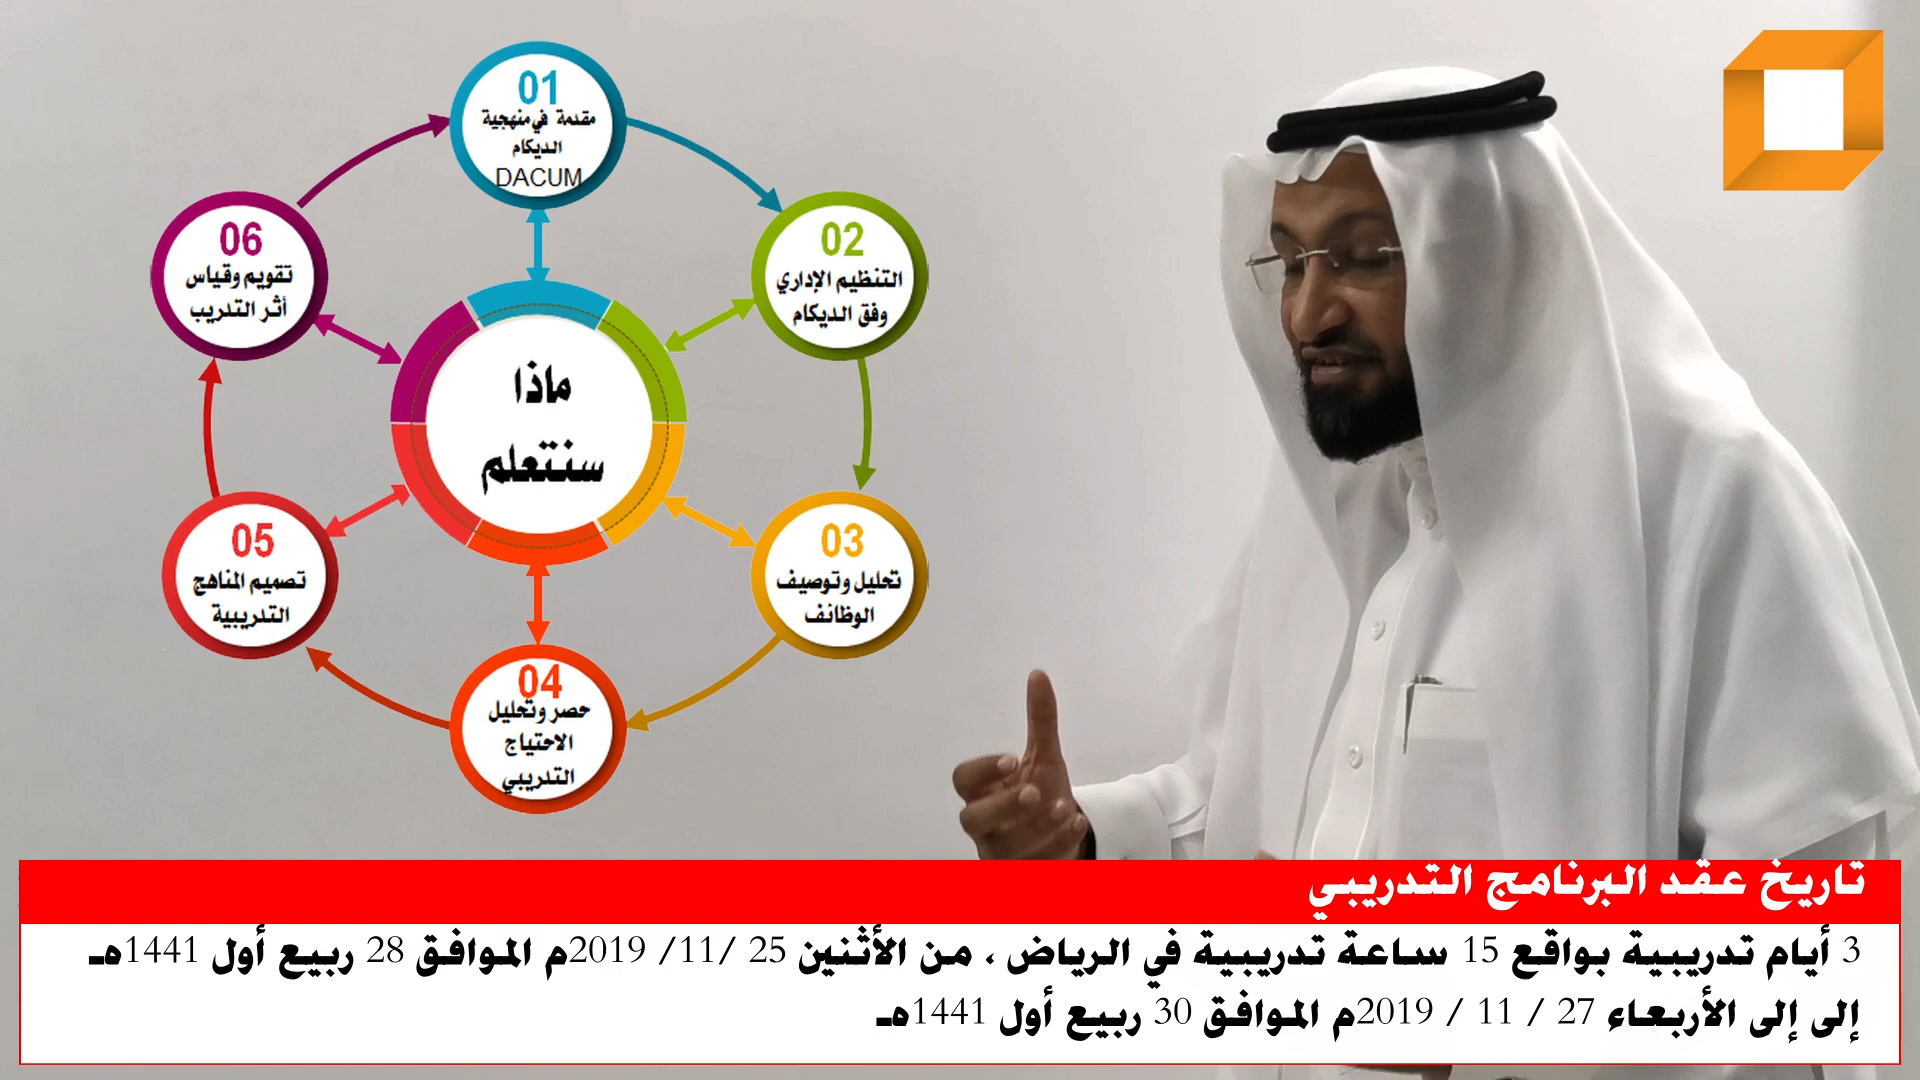 01
مقدمة في منهجية
الديكام
DACUM
02
التنظيم الإداري
وفق الديكام
03
تحليل وتوصيف
الوظائف
04
حصر وتحليل
الاحتياج
التدريبي
05
تصميم المناهج
التدريبية
06
تقويم وقياس
أثر التدريب
ماذا
سنتعلم
تاريخ عقد البرنامج التدريبي
3 أيام تدريبية بواقع 15 ساعة تدريبية في الرياض ، من الأثنين 25 /11/ 2019م الموافق 28 ربيع أول 1441هـ
إلى إلى الأربعاء 27 / 11 / 2019م الموافق 30 ربيع أول 1441هـ